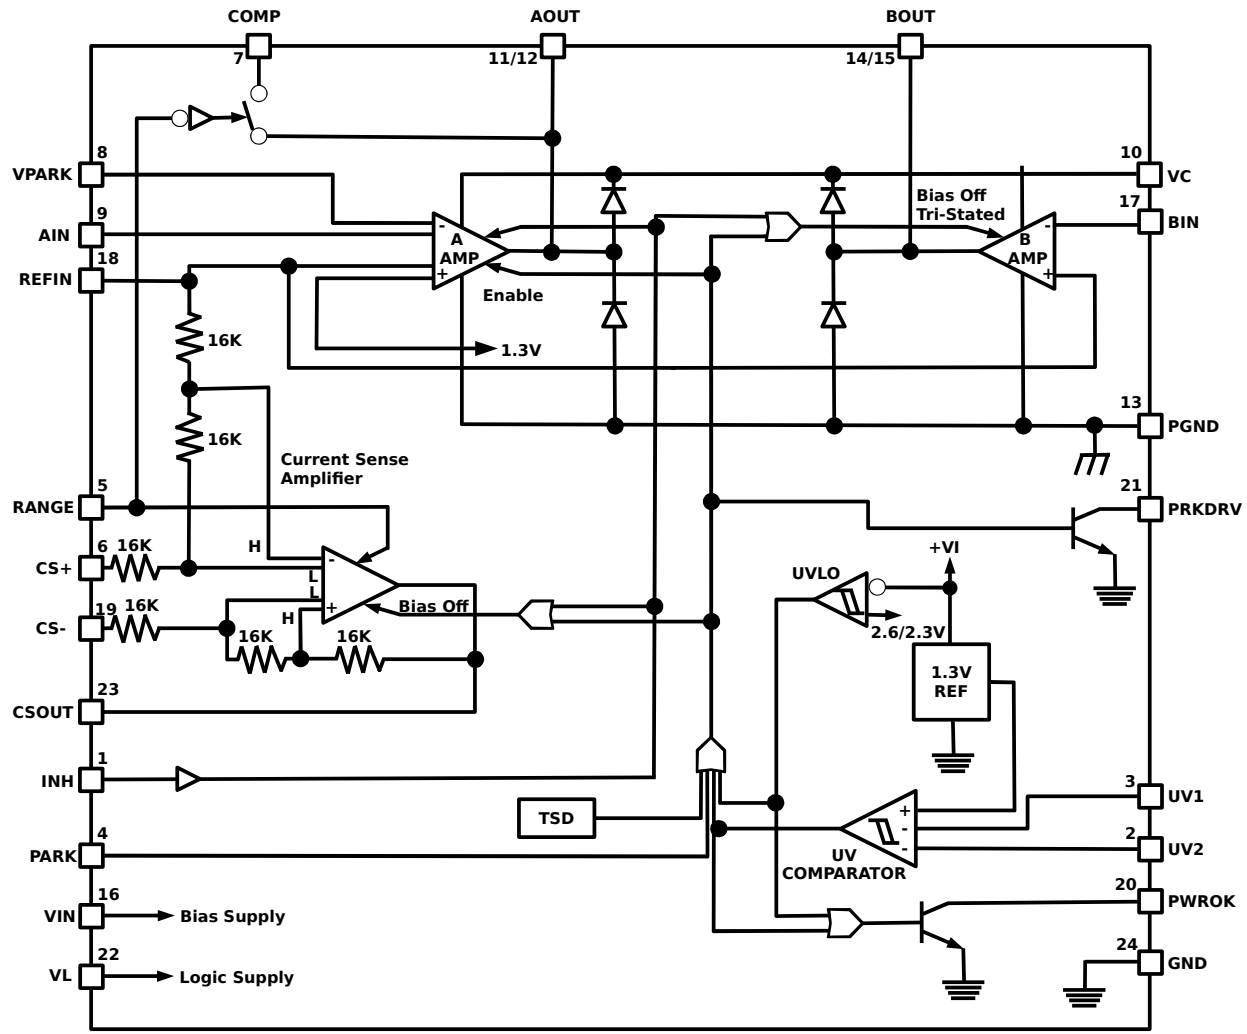 COMP
AOUT
BOUT
7
11/12
14/15
8
VPARK
10
VC
9
AIN
Bias Off
Tri-Stated
17
BIN
-
A
AMP
+
-
B
AMP
+
18
REFIN
Enable
16K
1.3V
16K
13
PGND
Current Sense
Amplifier
5
RANGE
21
PRKDRV
6
16K
CS+
H
-
L
L
+
H
Bias Off
+VI
UVLO
2.6/2.3V
19
16K
CS-
16K
16K
1.3V
REF
23
CSOUT
1
INH
3
UV1
TSD
+
-
-
4
PARK
2
UV2
UV
COMPARATOR
16
VIN
Bias Supply
20
PWROK
22
VL
Logic Supply
24
GND